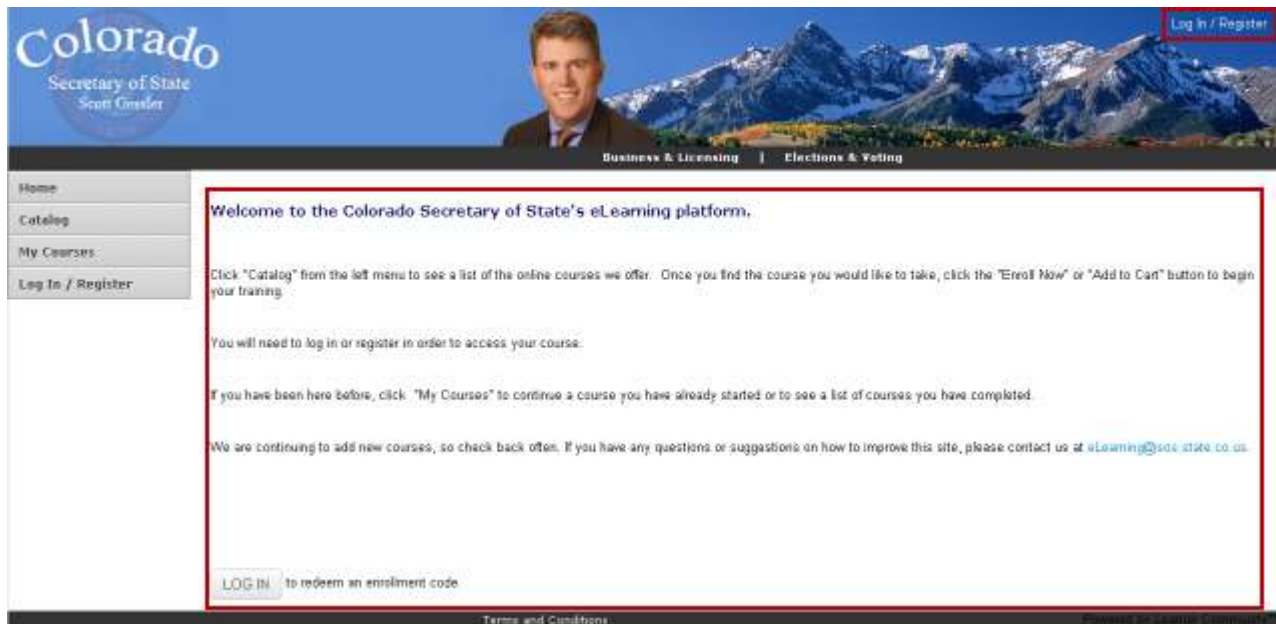 Colorado
Secretary of State
Scott Gessler
Log In / Register
Business & Licensing | Elections & Voting
Home
Catalog
My Courses
Log In / Register
Welcome to the Colorado Secretary of State's eLearning platform.
Click "Catalog" from the left menu to see a list of the online courses we offer. Once you find the course you would like to take, click the "Enroll Now" or "Add to Cart" button to begin
your training.
You will need to log in or register in order to access your course.
If you have been here before, click "My Courses" to continue a course you have already started or to see a list of courses you have completed.
We are continuing to add new courses, so check back often. If you have any questions or suggestions on how to improve this site, please contact us at eLearning@sos.state.co.us.
LOG IN to redeem an enrollment code
Terms and Conditions
Powered by Learner Community